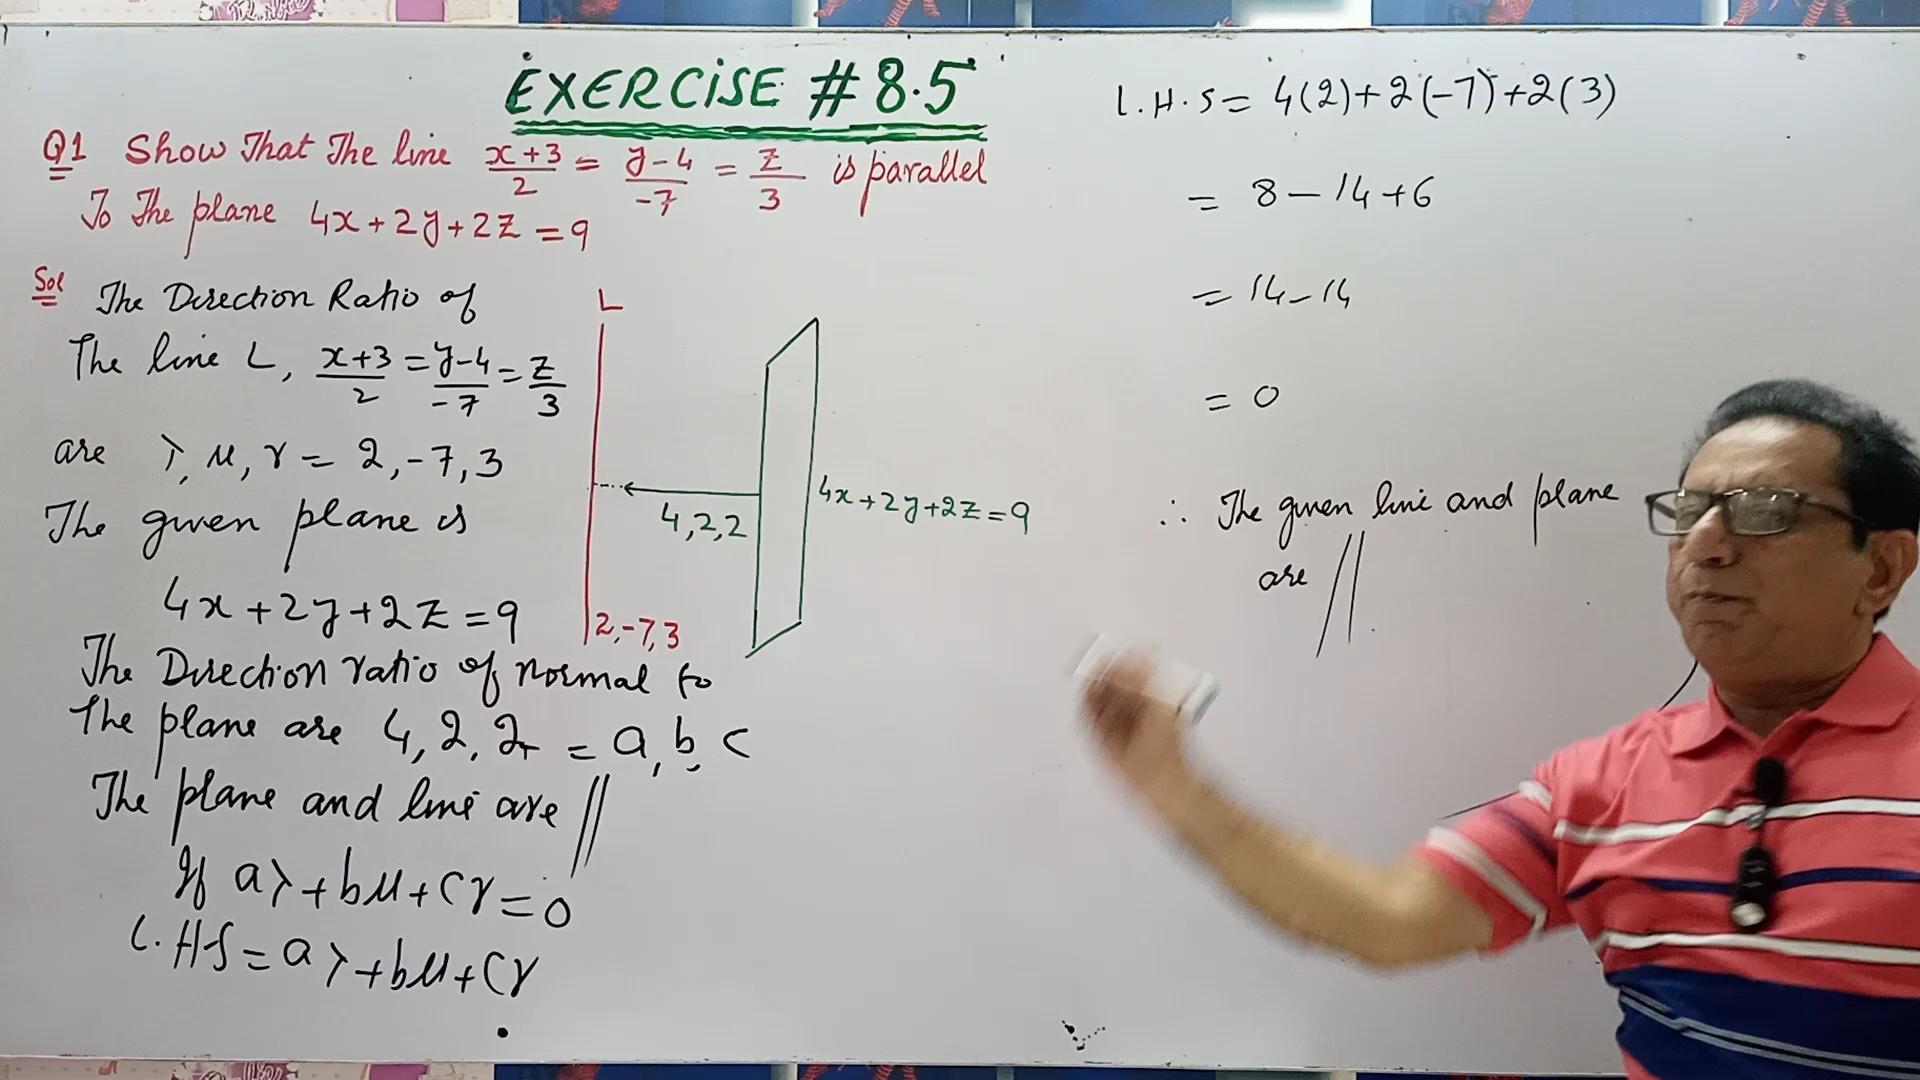 EXERCISE # 8.5
Q1 Show That The line x+3/2 = y-4/-7 = z/3 is parallel
To The plane 4x+2y+2z=9
Sol The Direction Ratio of
The line L, x+3/2 = y-4/-7 = z/3
are λ, μ, γ = 2, -7, 3
The given plane is
4x+2y+2z=9
The Direction ratio of normal to
The plane are 4, 2, 2 = a, b, c
The plane and line are //
If aλ+bμ+cγ=0
L.H.S = aλ+bμ+cγ
L
4,2,2
4x+2y+2z=9
2,-7,3
L.H.S = 4(2)+2(-7)+2(3)
= 8-14+6
= 14-14
= 0
∴ The given line and plane
are //